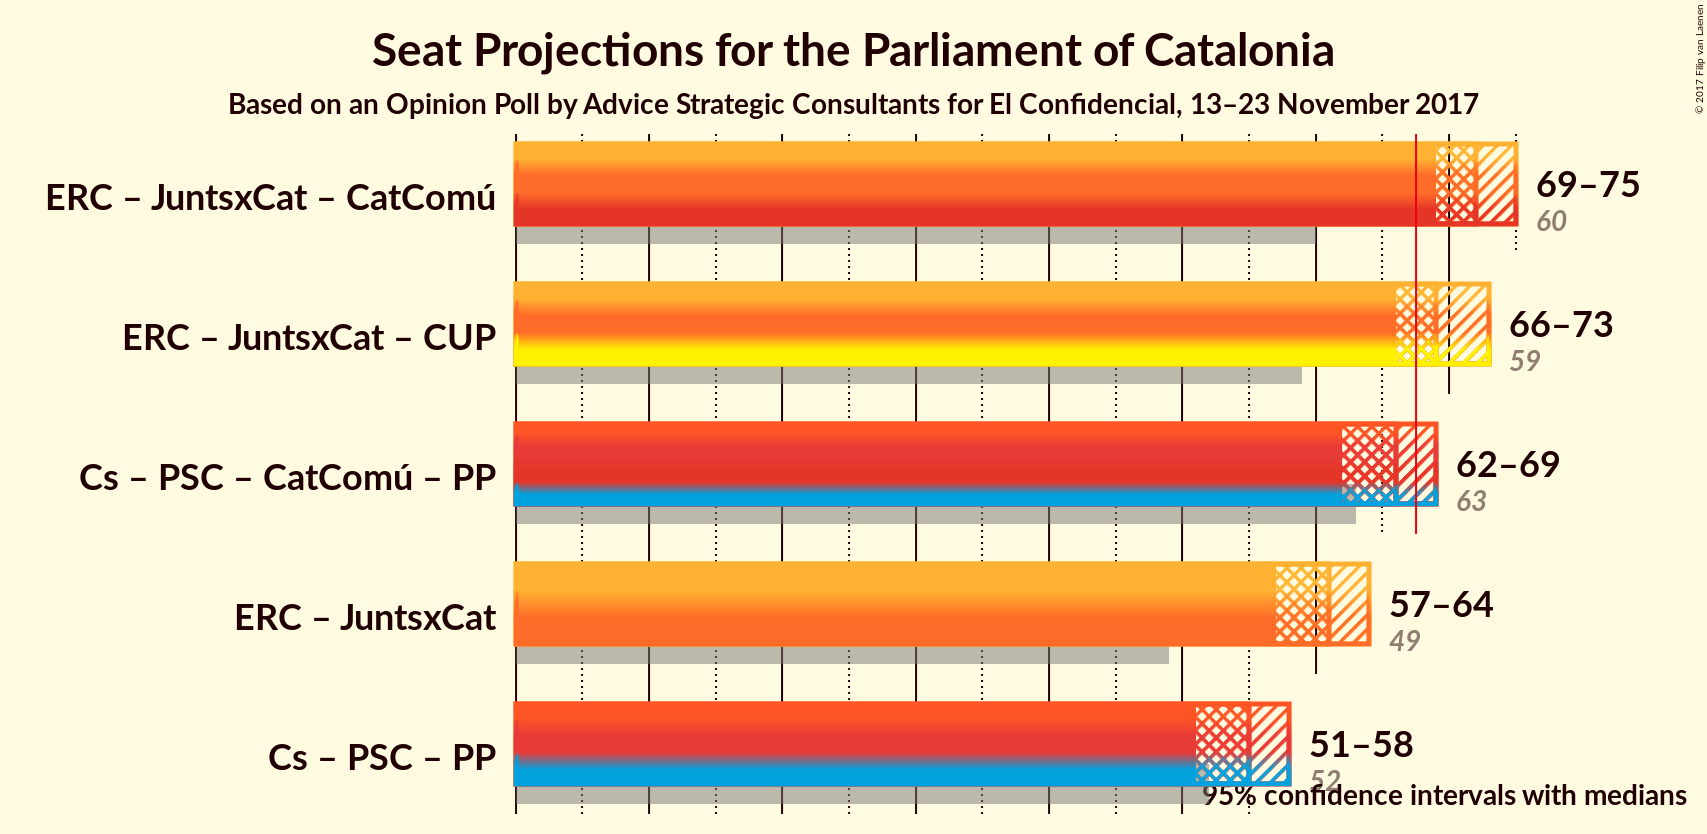 Seat Projections for the Parliament of Catalonia
Based on an Opinion Poll by Advice Strategic Consultants for El Confidencial, 13–23 November 2017
© 2017 Filip van Laenen
ERC – JuntsxCat – CatComú
69–75
60
ERC – JuntsxCat – CUP
66–73
59
Cs – PSC – CatComú – PP
62–69
63
ERC – JuntsxCat
57–64
49
Cs – PSC – PP
51–58
52
95% confidence intervals with medians